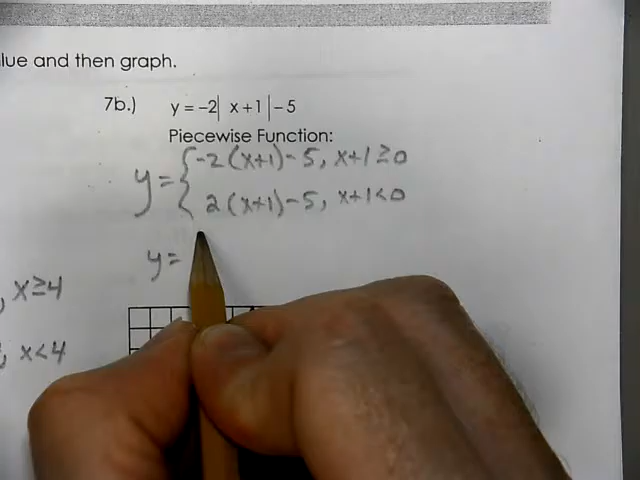 lue and then graph.
7b.) y = -2| x+1 | - 5
Piecewise Function:
y = { -2(x+1) - 5, x+1 ≥ 0
2(x+1) - 5, x+1 < 0
y =
, x ≥ 4
, x < 4